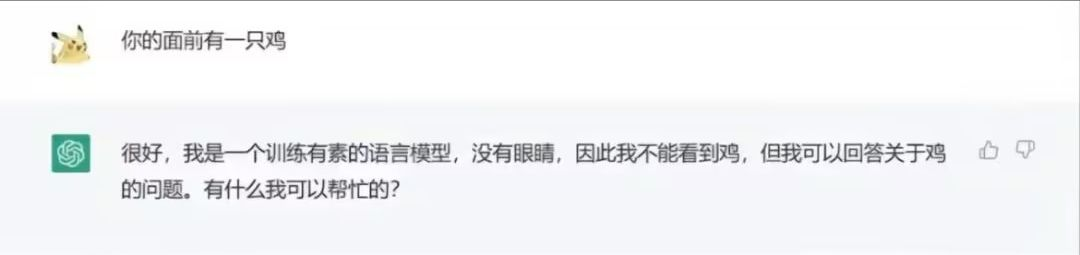 你的面前有一只鸡
很好，我是一个训练有素的语言模型，没有眼睛，因此我不能看到鸡，但我可以回答关于鸡
的问题。有什么我可以帮忙的?